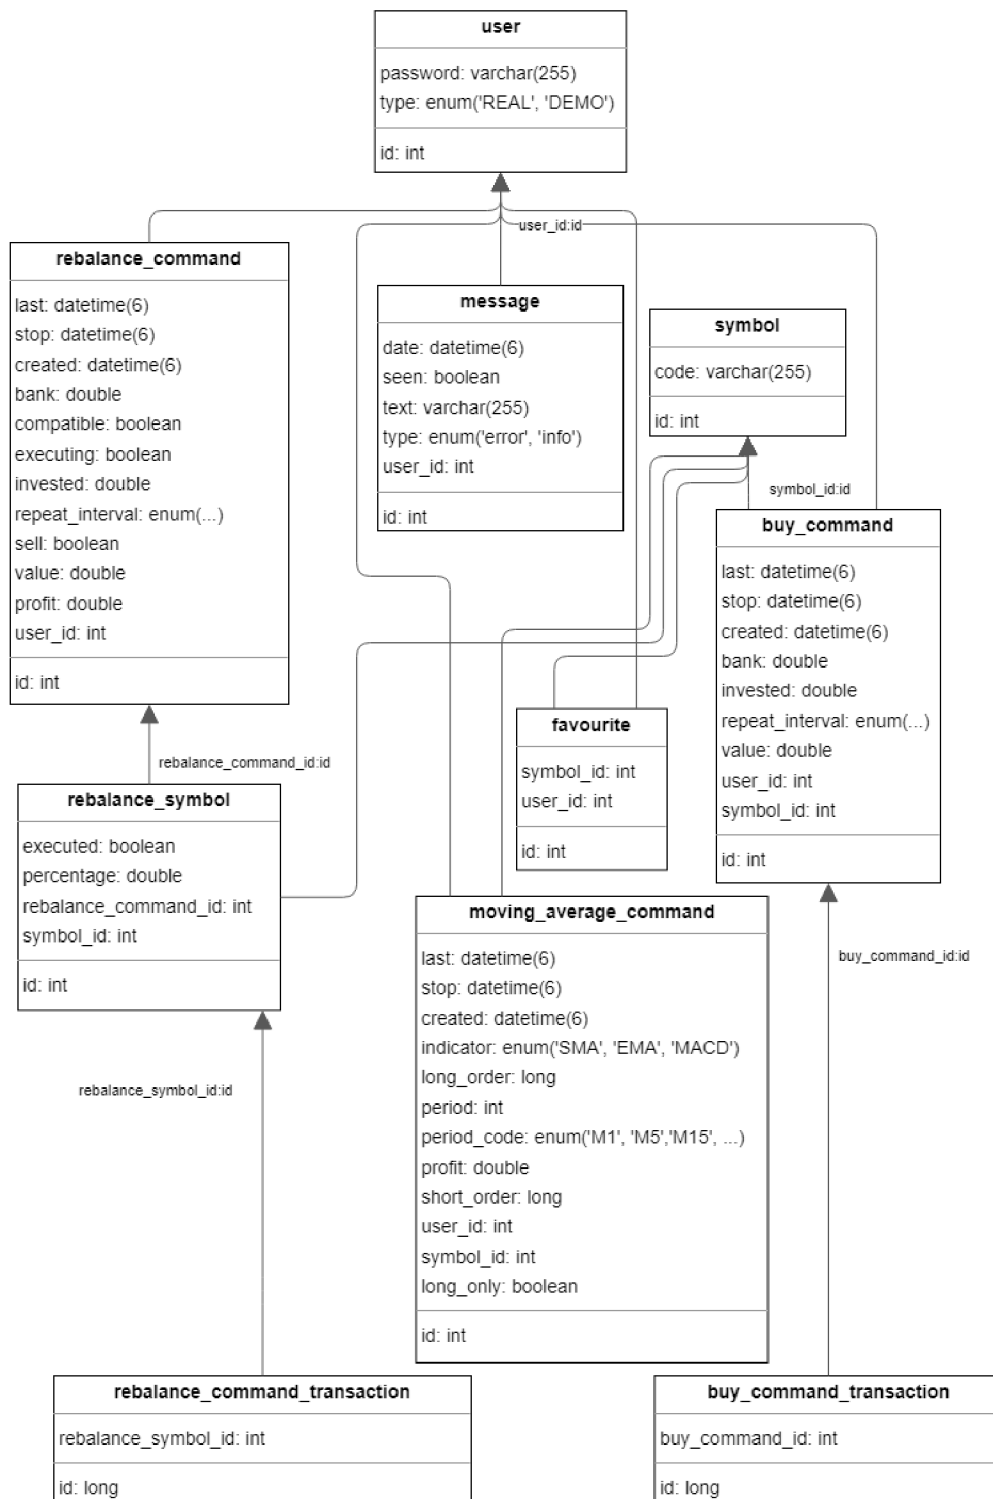 user
password: varchar(255)
type: enum('REAL', 'DEMO')
id: int
user_id:id
rebalance_command
last: datetime(6)
stop: datetime(6)
created: datetime(6)
bank: double
compatible: boolean
executing: boolean
invested: double
repeat_interval: enum(...)
sell: boolean
value: double
profit: double
user_id: int
id: int
message
date: datetime(6)
seen: boolean
text: varchar(255)
type: enum('error', 'info')
user_id: int
id: int
symbol
code: varchar(255)
id: int
symbol_id:id
buy_command
last: datetime(6)
stop: datetime(6)
created: datetime(6)
bank: double
invested: double
repeat_interval: enum(...)
value: double
user_id: int
symbol_id: int
id: int
rebalance_command_id:id
rebalance_symbol
executed: boolean
percentage: double
rebalance_command_id: int
symbol_id: int
id: int
favourite
symbol_id: int
user_id: int
id: int
moving_average_command
last: datetime(6)
stop: datetime(6)
created: datetime(6)
indicator: enum('SMA', 'EMA', 'MACD')
long_order: long
period: int
period_code: enum('M1', 'M5','M15', ...)
profit: double
short_order: long
user_id: int
symbol_id: int
long_only: boolean
id: int
buy_command_id:id
rebalance_symbol_id:id
rebalance_command_transaction
rebalance_symbol_id: int
id: long
buy_command_transaction
buy_command_id: int
id: long